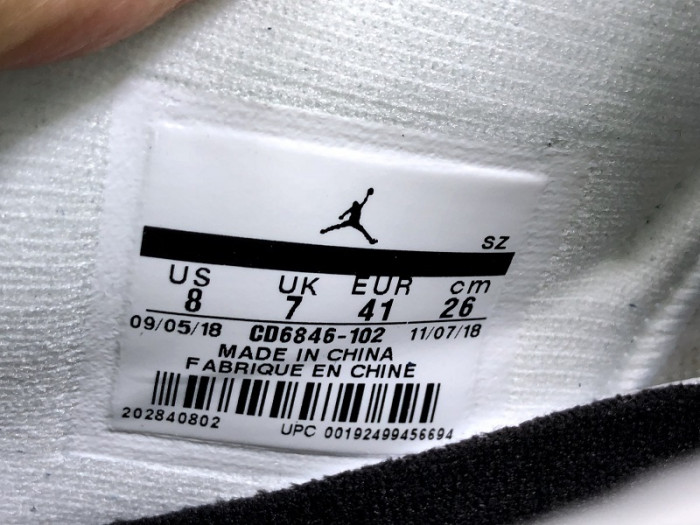 SZ
US UK EUR cm
8 7 41 26
09/05/18 CD6846-102 11/07/18
MADE IN CHINA
FABRIQUE EN CHINE
202840802
UPC 00192499456694